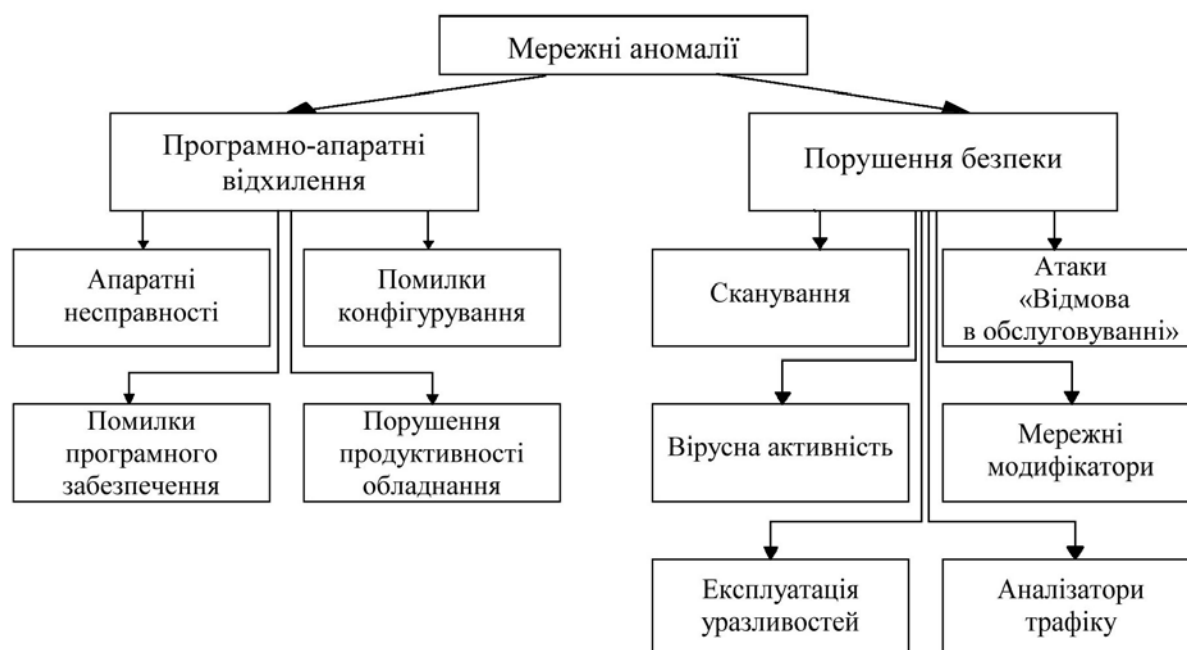 Мережні аномалії
Програмно-апаратні
відхилення
Порушення безпеки
Апаратні
несправності
Помилки
конфігурування
Сканування
Атаки
«Відмова
в обслуговуванні»
Помилки
програмного
забезпечення
Порушення
продуктивності
обладнання
Вірусна активність
Мережні
модифікатори
Експлуатація
уразливостей
Аналізатори
трафіку